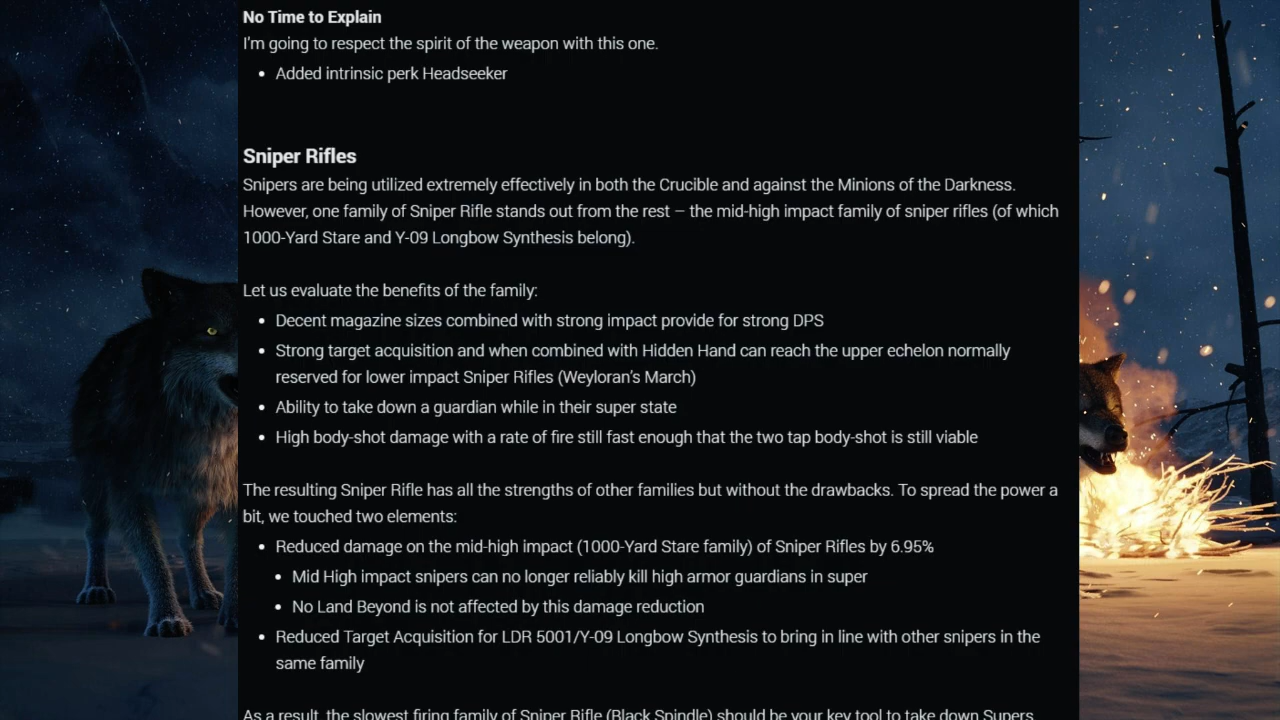 No Time to Explain
I'm going to respect the spirit of the weapon with this one.
• Added intrinsic perk Headseeker
Sniper Rifles
Snipers are being utilized extremely effectively in both the Crucible and against the Minions of the Darkness.
However, one family of Sniper Rifle stands out from the rest – the mid-high impact family of sniper rifles (of which
1000-Yard Stare and Y-09 Longbow Synthesis belong).
Let us evaluate the benefits of the family:
• Decent magazine sizes combined with strong impact provide for strong DPS
• Strong target acquisition and when combined with Hidden Hand can reach the upper echelon normally
reserved for lower impact Sniper Rifles (Weyloran's March)
• Ability to take down a guardian while in their super state
• High body-shot damage with a rate of fire still fast enough that the two tap body-shot is still viable
The resulting Sniper Rifle has all the strengths of other families but without the drawbacks. To spread the power a
bit, we touched two elements:
• Reduced damage on the mid-high impact (1000-Yard Stare family) of Sniper Rifles by 6.95%
• Mid High impact snipers can no longer reliably kill high armor guardians in super
• No Land Beyond is not affected by this damage reduction
• Reduced Target Acquisition for LDR 5001/Y-09 Longbow Synthesis to bring in line with other snipers in the
same family
As a result, the slowest firing family of Sniper Rifle (Black Spindle) should be your key tool to take down Supers